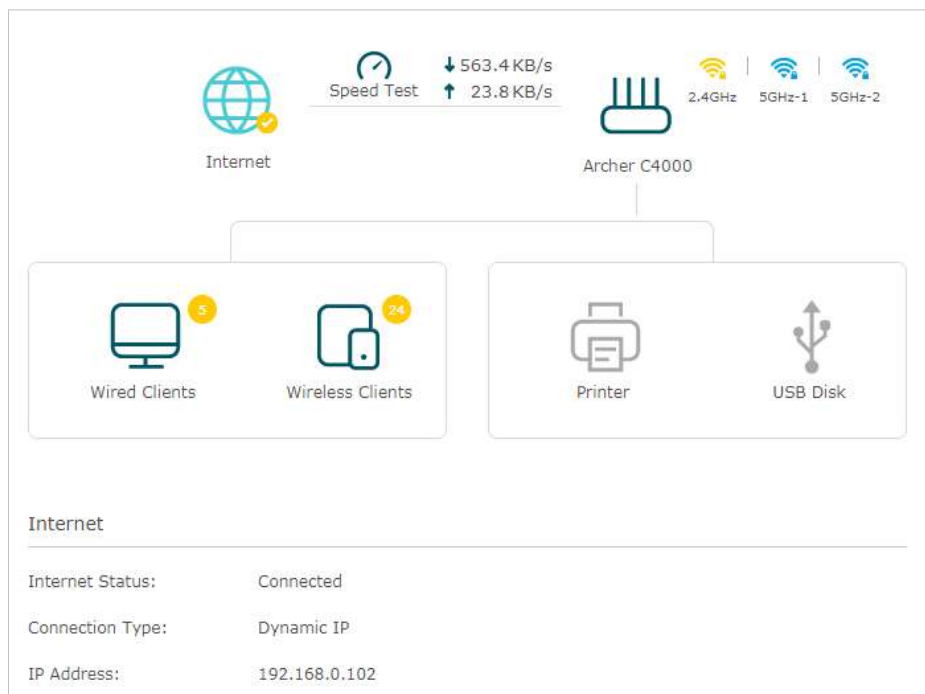 Speed Test
563.4 KB/s
23.8 KB/s
2.4GHz
5GHz-1
5GHz-2
Internet
Archer C4000
5
24
Wired Clients
Wireless Clients
Printer
USB Disk
Internet
Internet Status: Connected
Connection Type: Dynamic IP
IP Address: 192.168.0.102